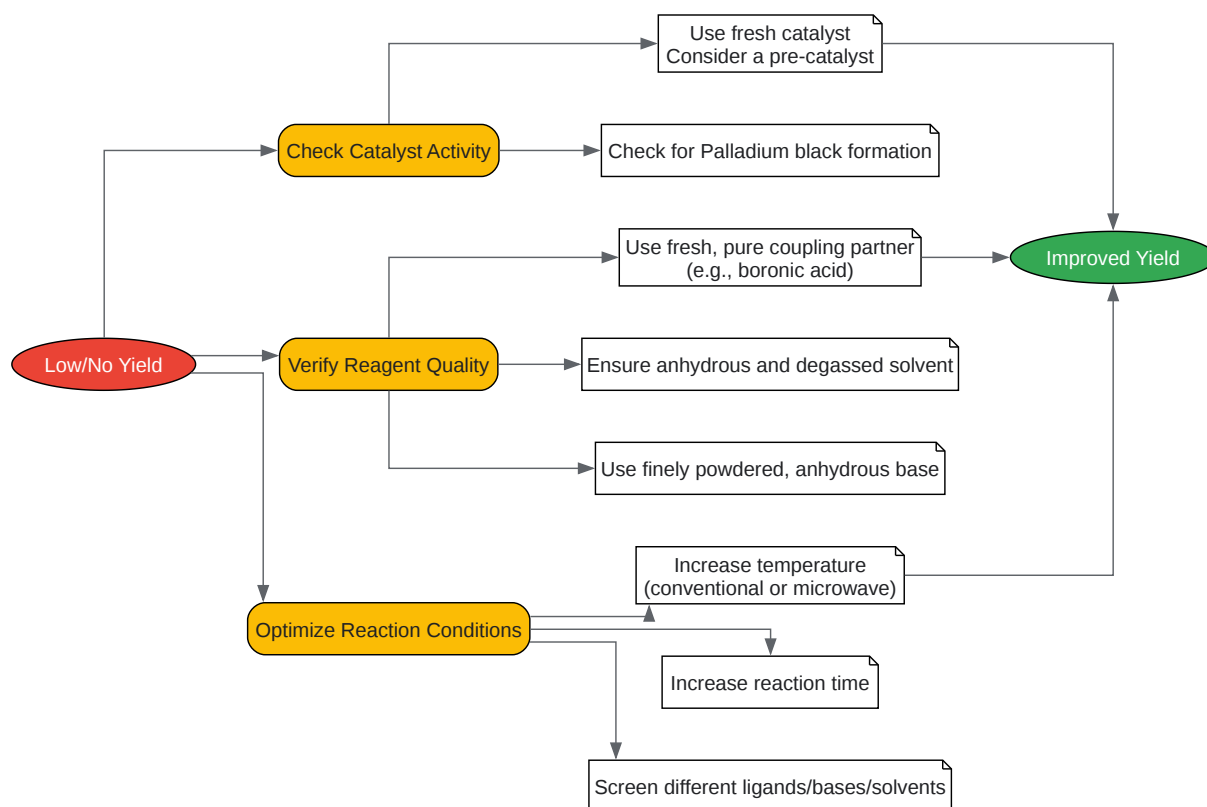 Use fresh catalyst
Consider a pre-catalyst
Check Catalyst Activity
Check for Palladium black formation
Use fresh, pure coupling partner
(e.g., boronic acid)
Improved Yield
Low/No Yield
Verify Reagent Quality
Ensure anhydrous and degassed solvent
Use finely powdered, anhydrous base
Increase temperature
(conventional or microwave)
Optimize Reaction Conditions
Increase reaction time
Screen different ligands/bases/solvents